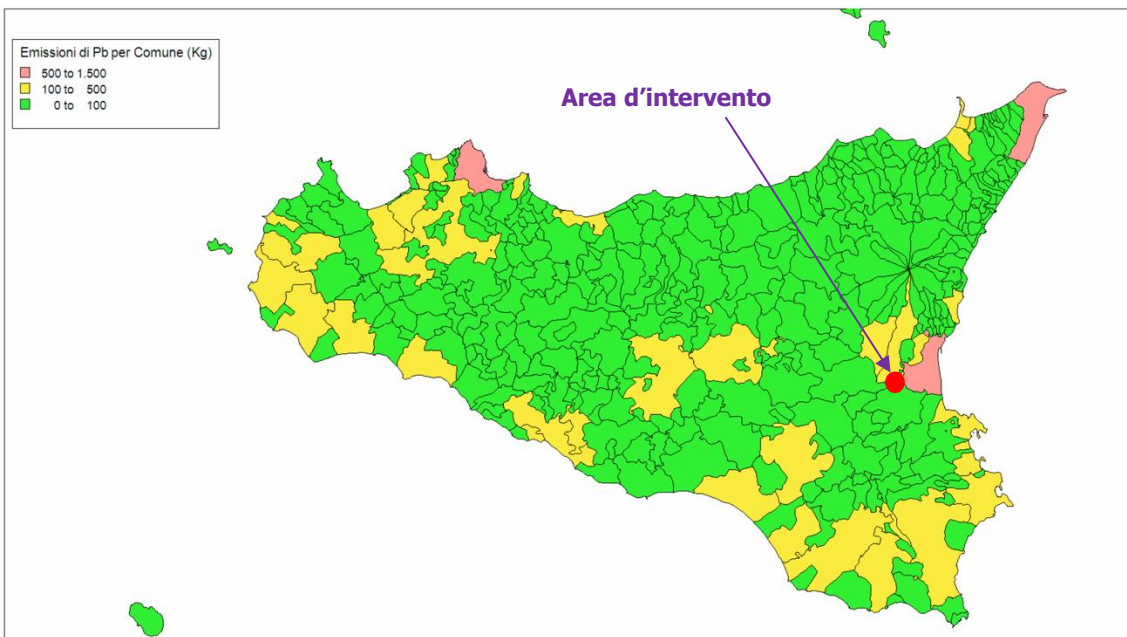 Emissioni di Pb per Comune (Kg)
500 to 1.500
100 to 500
0 to 100
Area d'intervento